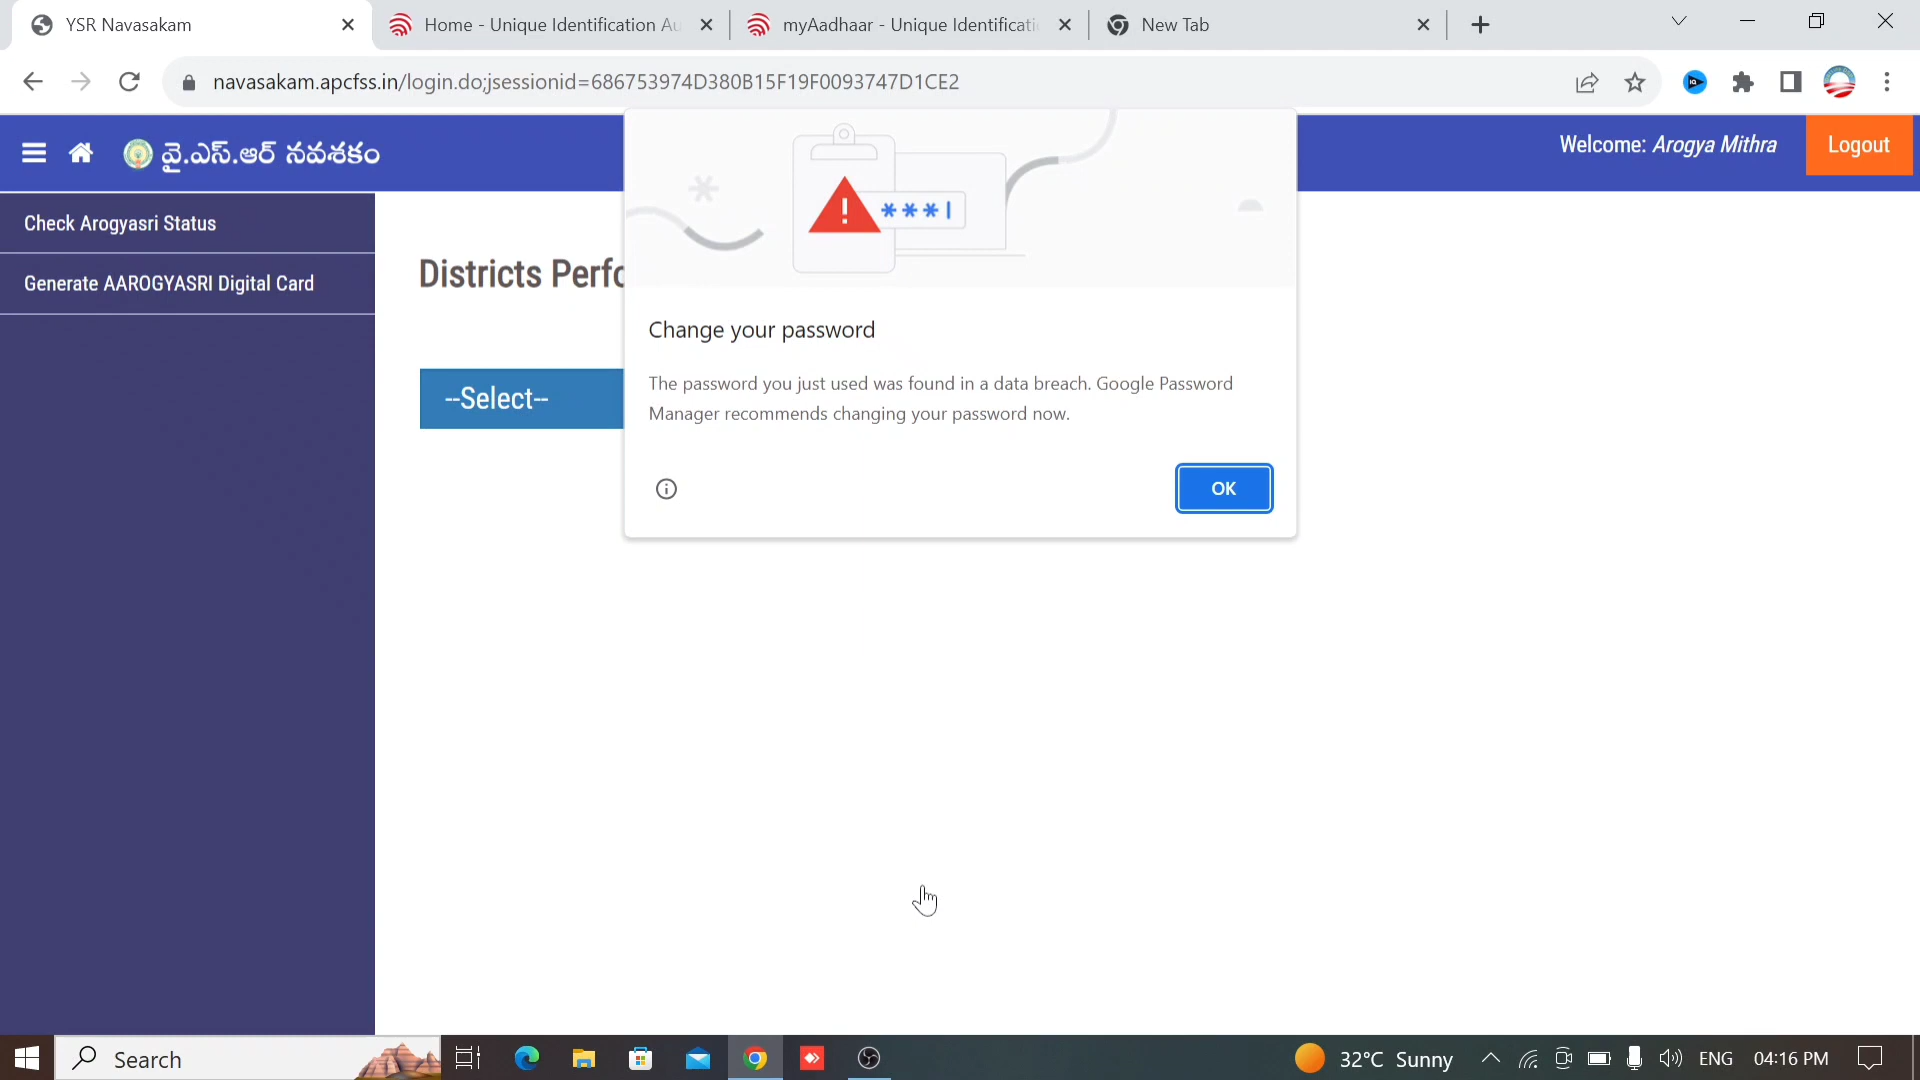 YSR Navasakam
Home - Unique Identification Au
myAadhaar - Unique Identificatio
New Tab
navasakam.apcfss.in/login.do;jsessionid=686753974D380B15F19F0093747D1CE2
వై.ఎస్.ఆర్ నవశకం
Welcome: Arogya Mithra
Logout
Check Arogyasri Status
Generate AAROGYASRI Digital Card
Districts Perfo
--Select--
***
Change your password
The password you just used was found in a data breach. Google Password
Manager recommends changing your password now.
OK
Search
32°C Sunny
ENG
04:16 PM